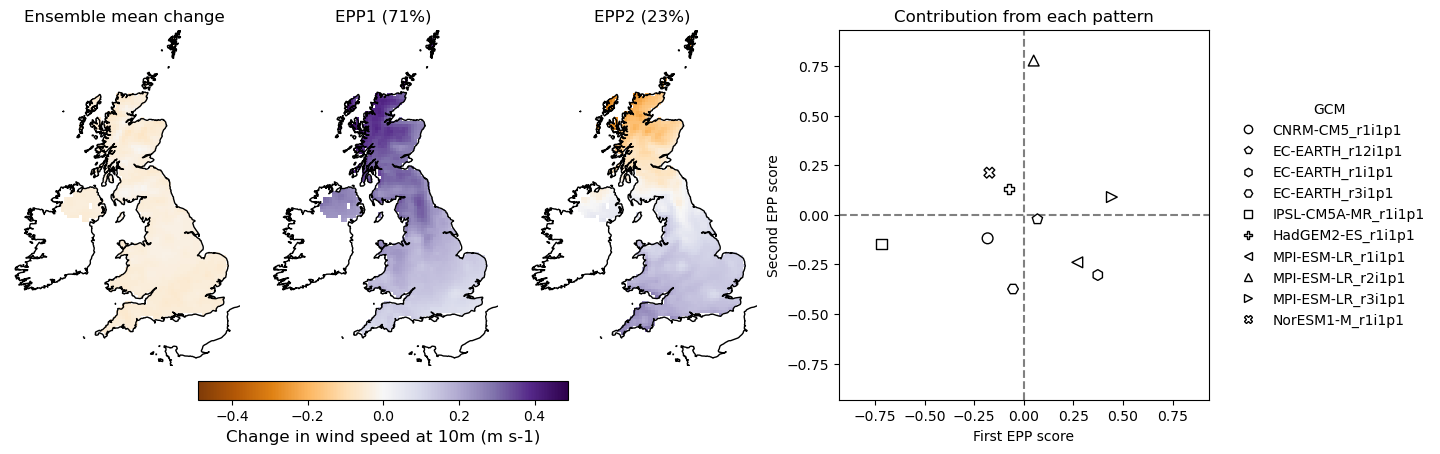 Ensemble mean change
EPP1 (71%)
EPP2 (23%)
−0.4 −0.2 0.0 0.2 0.4
Change in wind speed at 10m (m s-1)
Contribution from each pattern
Second EPP score
0.75
0.50
0.25
0.00
−0.25
−0.50
−0.75
−0.75 −0.50 −0.25 0.00 0.25 0.50 0.75
First EPP score
GCM
CNRM-CM5_r1i1p1
EC-EARTH_r12i1p1
EC-EARTH_r1i1p1
EC-EARTH_r3i1p1
IPSL-CM5A-MR_r1i1p1
HadGEM2-ES_r1i1p1
MPI-ESM-LR_r1i1p1
MPI-ESM-LR_r2i1p1
MPI-ESM-LR_r3i1p1
NorESM1-M_r1i1p1